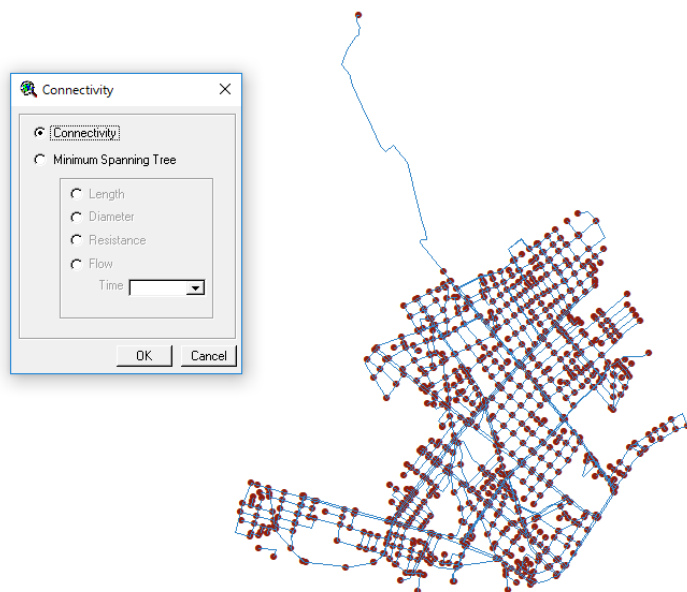 Connectivity
Connectivity
Minimum Spanning Tree
Length
Diameter
Resistance
Flow
Time
OK Cancel